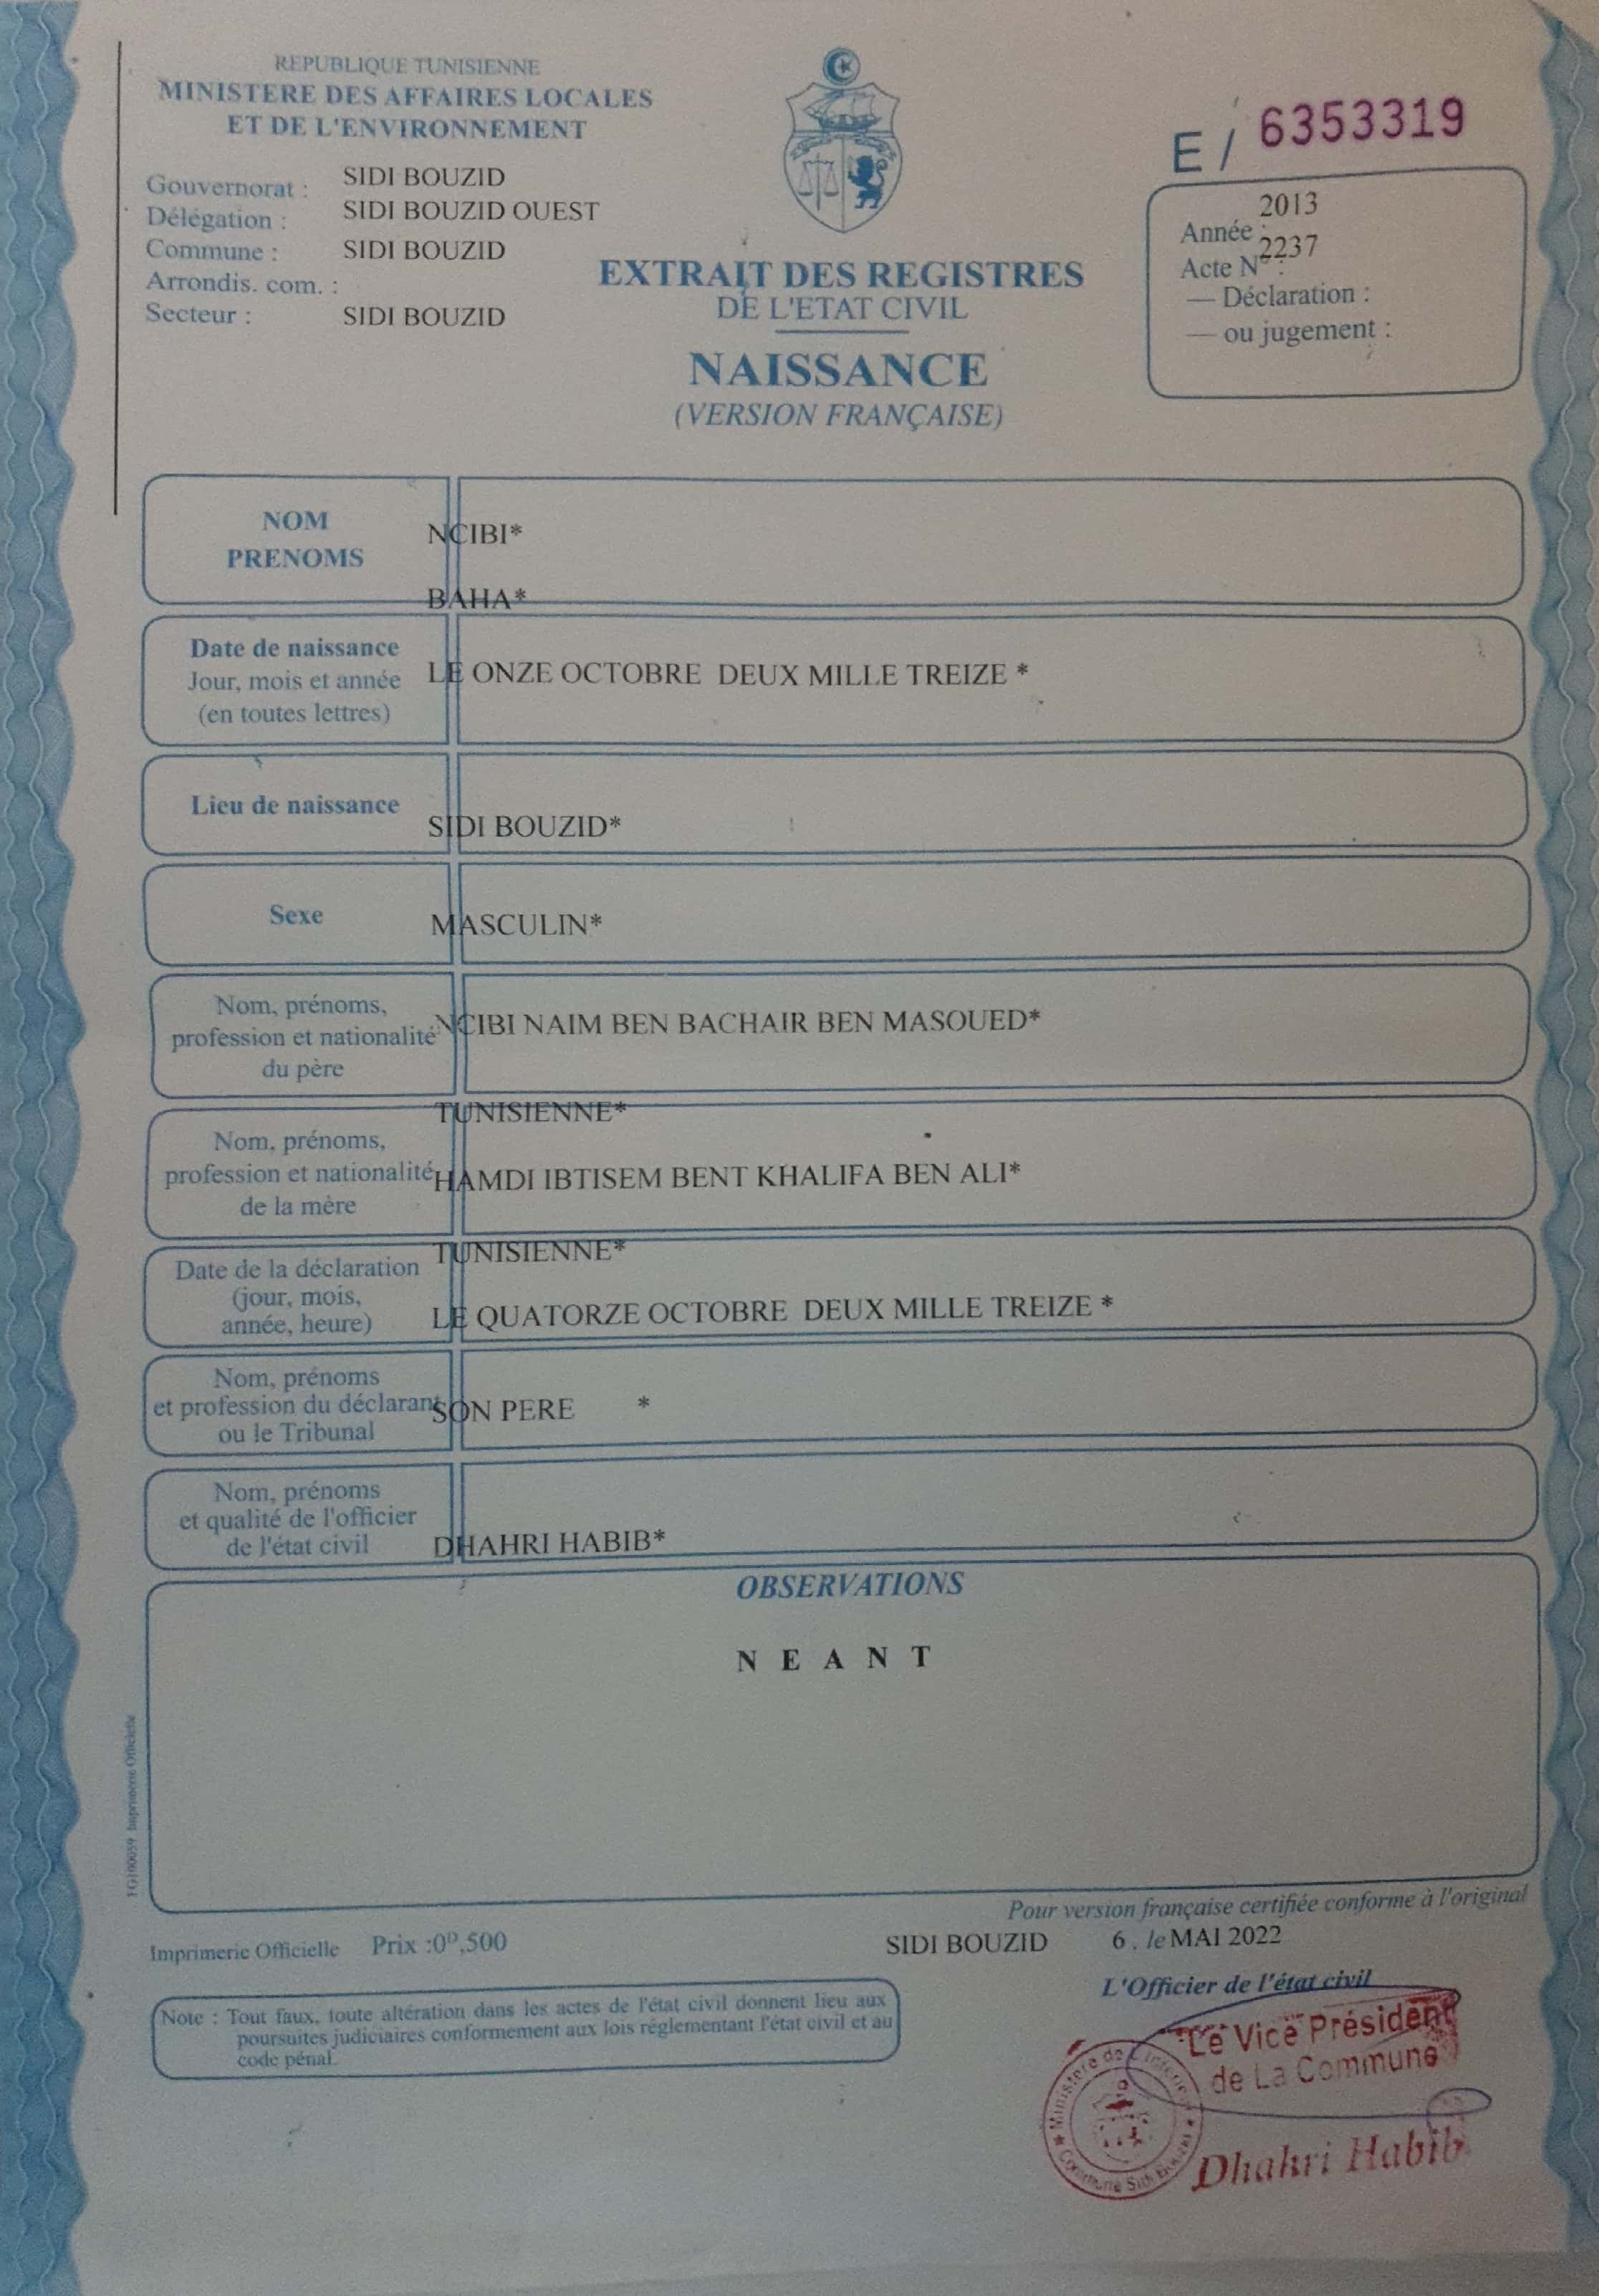 REPUBLIQUE TUNISIENNE
MINISTERE DES AFFAIRES LOCALES
ET DE L'ENVIRONNEMENT
Gouvernorat : SIDI BOUZID
Délégation : SIDI BOUZID OUEST
Commune : SIDI BOUZID
Arrondis. com. :
Secteur : SIDI BOUZID
EXTRAIT DES REGISTRES
DE L'ETAT CIVIL
NAISSANCE
(VERSION FRANÇAISE)
E / 6353319
Année : 2013
Acte N° : 2237
— Déclaration :
— ou jugement :
NOM
PRENOMS
NCIBI*
BAHA*
Date de naissance
Jour, mois et année
(en toutes lettres)
LE ONZE OCTOBRE DEUX MILLE TREIZE *
Lieu de naissance
SIDI BOUZID*
Sexe
MASCULIN*
Nom, prénoms,
profession et nationalité
du père
NCIBI NAIM BEN BACHAIR BEN MASOUED*
TUNISIENNE*
Nom, prénoms,
profession et nationalité
de la mère
HAMDI IBTISEM BENT KHALIFA BEN ALI*
TUNISIENNE*
Date de la déclaration
(jour, mois,
année, heure)
LE QUATORZE OCTOBRE DEUX MILLE TREIZE *
Nom, prénoms
et profession du déclarant
ou le Tribunal
SON PERE *
Nom, prénoms
et qualité de l'officier
de l'état civil
DHAHRI HABIB*
OBSERVATIONS
N E A N T
Imprimerie Officielle
Pour version française certifiée conforme à l'original
Imprimerie Officielle Prix :0ᴰ,500
SIDI BOUZID 6 . le MAI 2022
L'Officier de l'état civil
Note : Tout faux, toute altération dans les actes de l'état civil donnent lieu aux
poursuites judiciaires conformement aux lois réglementant l'état civil et au
code pénal.
Le Vice Président
de La Commune
Ministère de L'Interieur
Commune Sidi Bouzid
Dhahri Habib